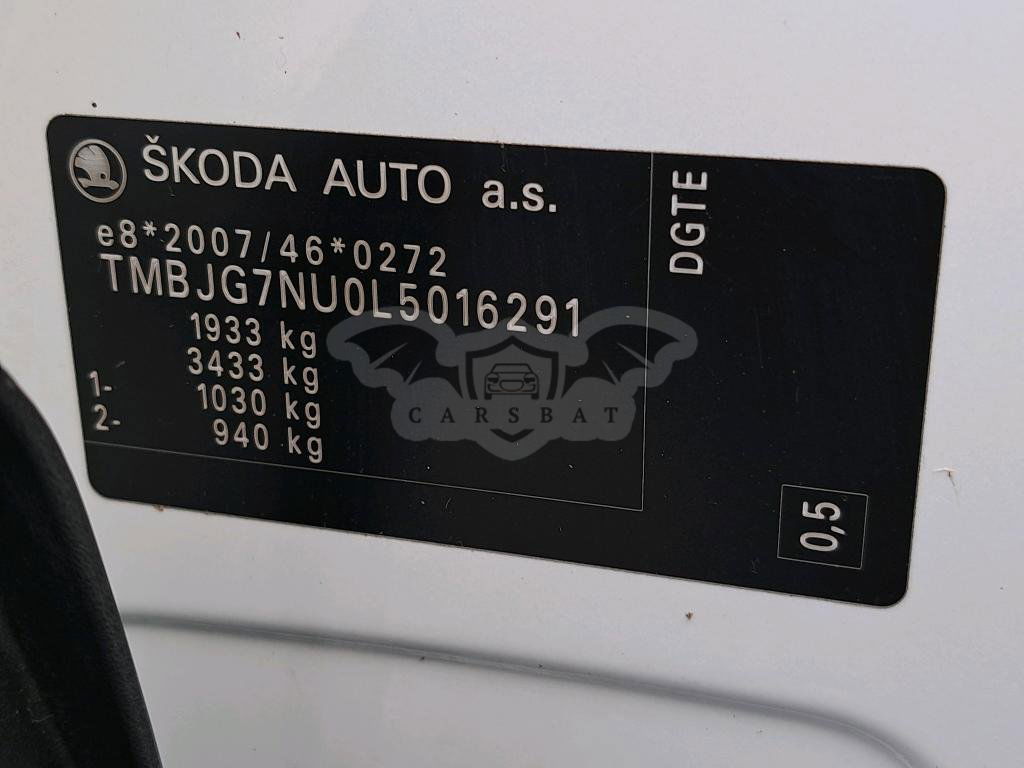 ŠKODA AUTO a.s.
e8*2007/46*0272
TMBJG7NU0L5016291
1933 kg
3433 kg
1- 1030 kg
2- 940 kg
DGTE
0,5
CARSBAT